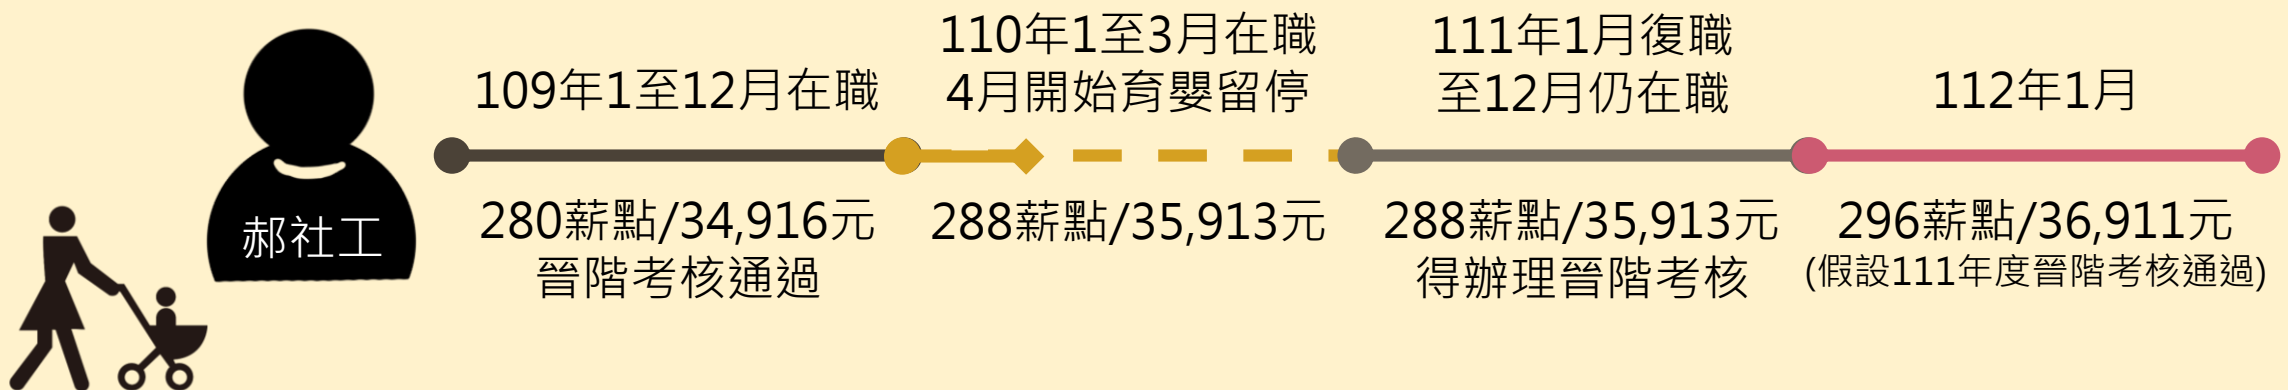 郝社工
109年1至12月在職
280薪點/34,916元
晉階考核通過
110年1至3月在職
4月開始育嬰留停
288薪點/35,913元
111年1月復職
至12月仍在職
288薪點/35,913元
得辦理晉階考核
112年1月
296薪點/36,911元
(假設111年度晉階考核通過)